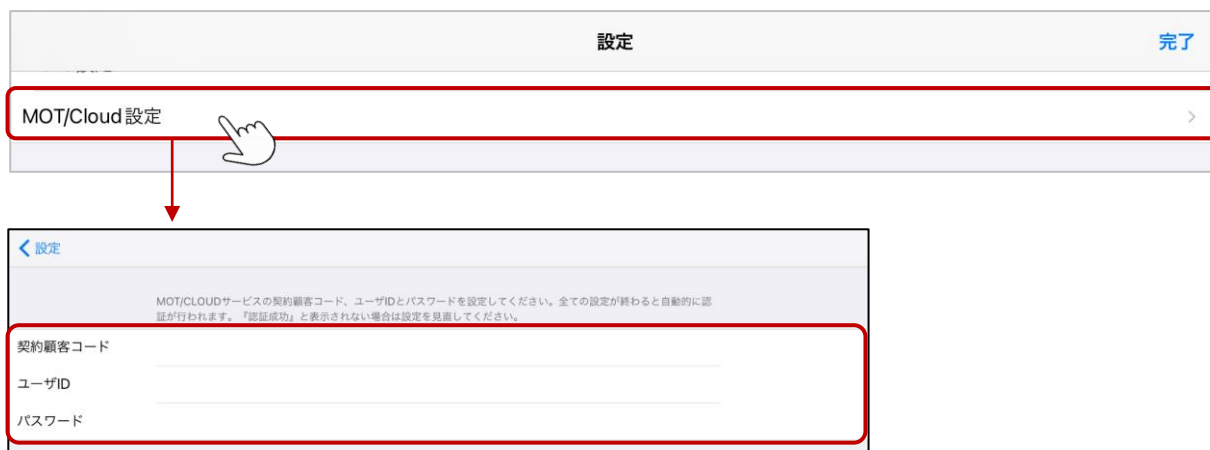 設定
完了
MOT/Cloud設定
設定
MOT/CLOUDサービスの契約顧客コード、ユーザIDとパスワードを設定してください。全ての設定が終わると自動的に認
証が行われます。『認証成功』と表示されない場合は設定を見直してください。
契約顧客コード
ユーザID
パスワード